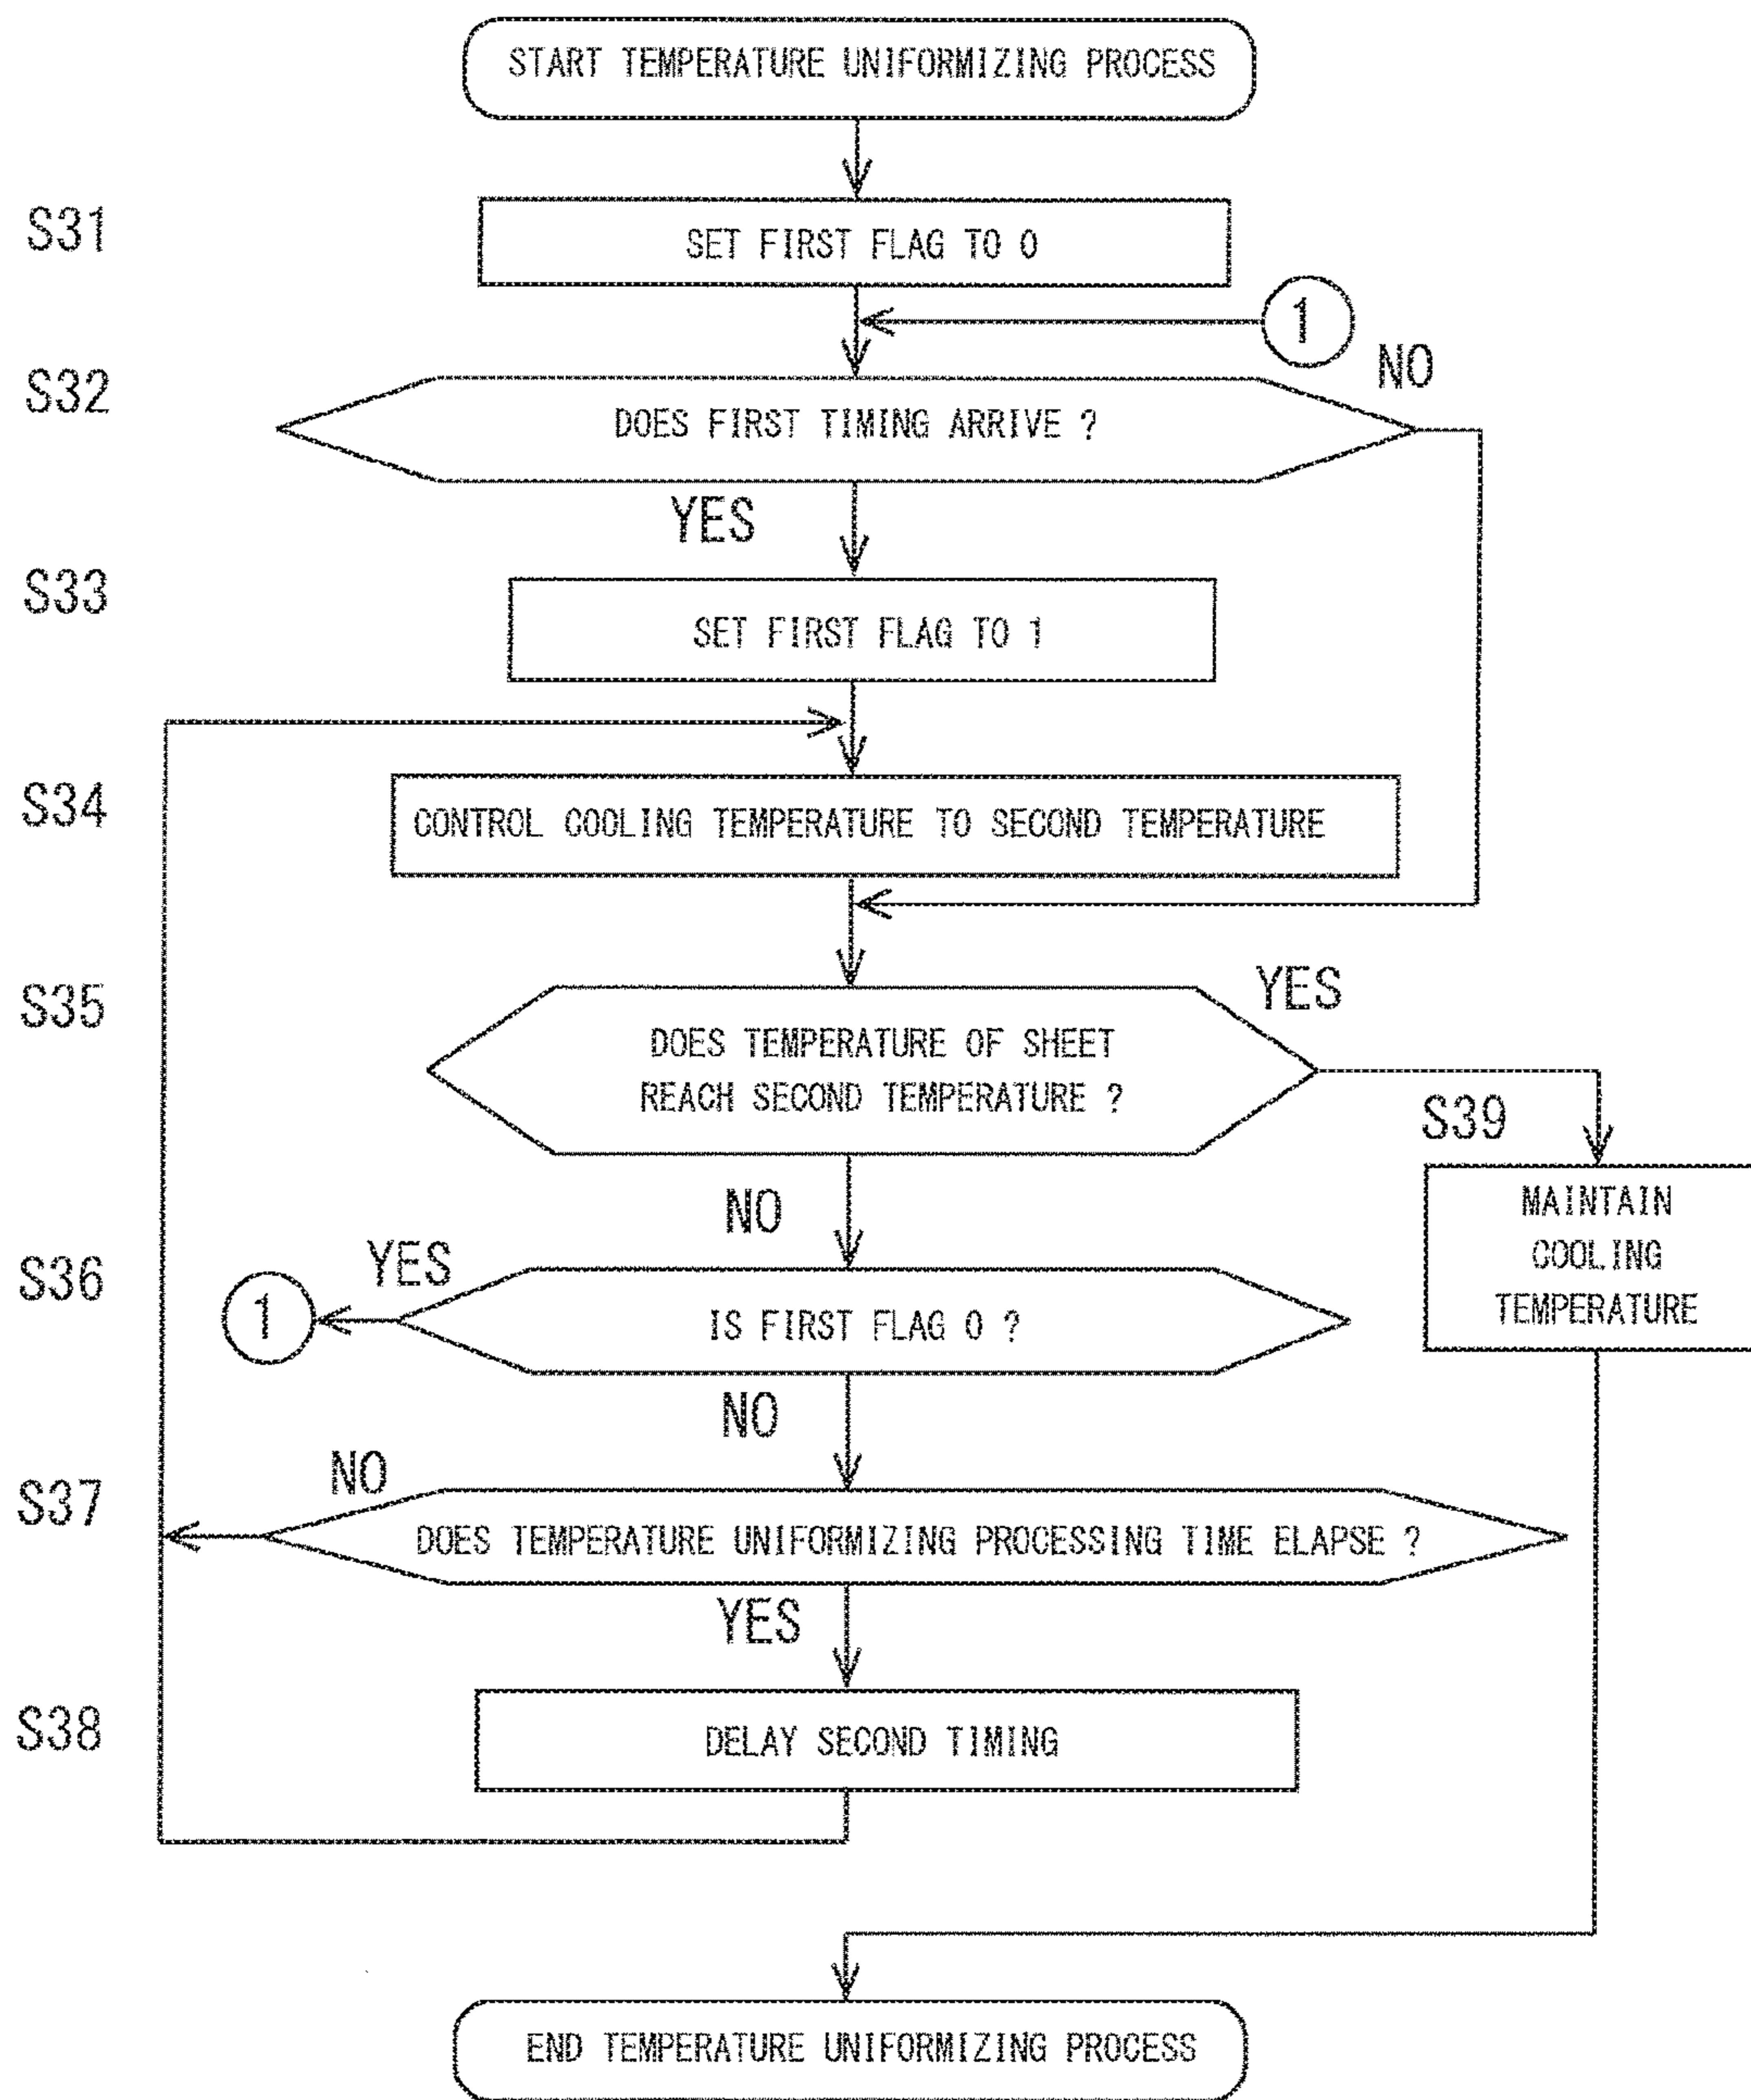 START TEMPERATURE UNIFORMIZING PROCESS
S31
SET FIRST FLAG TO 0
1
NO
S32
DOES FIRST TIMING ARRIVE ?
YES
S33
SET FIRST FLAG TO 1
S34
CONTROL COOLING TEMPERATURE TO SECOND TEMPERATURE
S35
YES
DOES TEMPERATURE OF SHEET
REACH SECOND TEMPERATURE ?
S39
MAINTAIN
COOLING
TEMPERATURE
NO
S36
YES
1
IS FIRST FLAG 0 ?
NO
S37
NO
DOES TEMPERATURE UNIFORMIZING PROCESSING TIME ELAPSE ?
YES
S38
DELAY SECOND TIMING
END TEMPERATURE UNIFORMIZING PROCESS